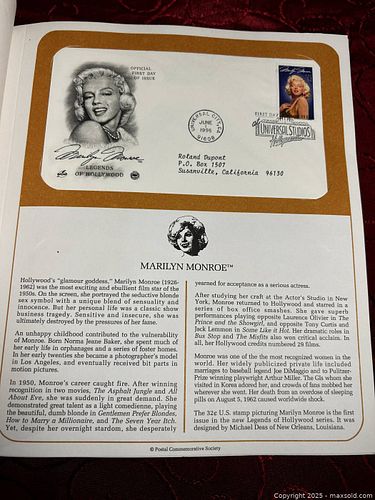 OFFICIAL
FIRST DAY
OF ISSUE
Marilyn Monroe
LEGENDS
OF HOLLYWOOD
UNIVERSAL CITY, CA
JUNE
1
1995
91608
Marilyn Monroe
FIRST DAY OF ISSUE
of UNIVERSAL STUDIOS
Hollywood
Roland Dupont
P.O. Box 1507
Susanville, California 96130
MARILYN MONROE™
Hollywood's "glamour goddess," Marilyn Monroe (1926-
1962) was the most exciting and ebullient film star of the
1950s. On the screen, she portrayed the seductive blonde
sex symbol with a unique blend of sensuality and
innocence. But her personal life was a classic show
business tragedy. Sensitive and insecure, she was
ultimately destroyed by the pressures of her fame.
An unhappy childhood contributed to the vulnerability
of Monroe. Born Norma Jeane Baker, she spent much of
her early life in orphanages and a series of foster homes.
In her early twenties she became a photographer's model
in Los Angeles, and eventually received bit parts in
motion pictures.
In 1950, Monroe's career caught fire. After winning
recognition in two movies, The Asphalt Jungle and All
About Eve, she was suddenly in great demand. She
demonstrated great talent as a light comedienne, playing
the beautiful, dumb blonde in Gentlemen Prefer Blondes,
How to Marry a Millionaire, and The Seven Year Itch.
Yet, despite her overnight stardom, she desperately
yearned for acceptance as a serious actress.
After studying her craft at the Actor's Studio in New
York, Monroe returned to Hollywood and starred in a
series of box office smashes. She gave superb
performances playing opposite Laurence Olivier in The
Prince and the Showgirl, and opposite Tony Curtis and
Jack Lemmon in Some Like it Hot. Her dramatic roles in
Bus Stop and The Misfits also won critical acclaim. In
all, her Hollywood credits numbered 28 films.
Monroe was one of the most recognized women in the
world. Her widely publicized private life included
marriages to baseball legend Joe DiMaggio and to Pulitzer-
Prize winning playwright Arthur Miller. The GIs whom she
visited in Korea adored her, and crowds of fans mobbed her
wherever she went. Her death from an overdose of sleeping
pills on August 5, 1962 caused worldwide shock.
The 32¢ U.S. stamp picturing Marilyn Monroe is the first
issue in the new Legends of Hollywood series. It was
designed by Michael Deas of New Orleans, Louisiana.
© Postal Commemorative Society
Copyright 2025 - maxsold.com